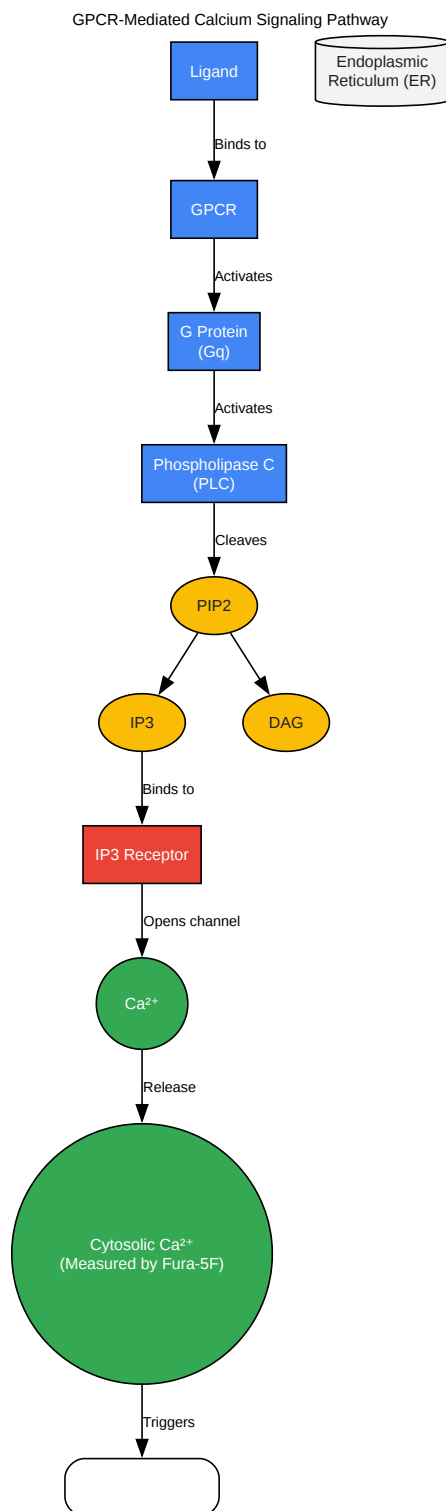 GPCR-Mediated Calcium Signaling Pathway
Ligand
Endoplasmic
Reticulum (ER)
Binds to
GPCR
Activates
G Protein
(Gq)
Activates
Phospholipase C
(PLC)
Cleaves
PIP2
IP3
DAG
Binds to
IP3 Receptor
Opens channel
Ca²⁺
Release
Cytosolic Ca²⁺
(Measured by Fura-5F)
Triggers